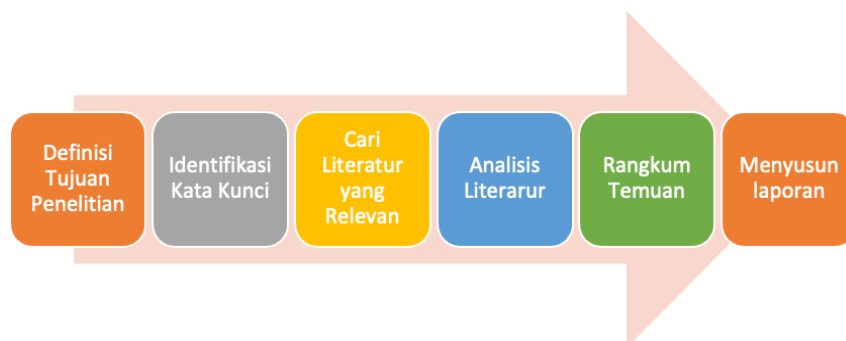 Definisi
Tujuan
Penelitian
Identifikasi
Kata Kunci
Cari
Literatur
yang
Relevan
Analisis
Literarur
Rangkum
Temuan
Menyusun
laporan